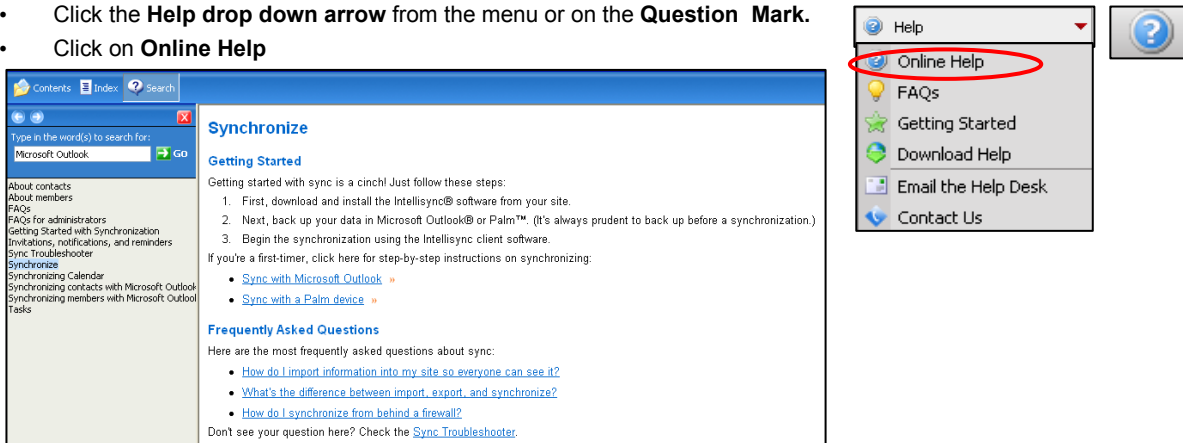 • Click the Help drop down arrow from the menu or on the Question Mark.
• Click on Online Help
Help
Online Help
FAQs
Getting Started
Download Help
Email the Help Desk
Contact Us
Contents Index Search
Type in the word(s) to search for:
Microsoft Outlook GO
About contacts
About members
FAQs
FAQs for administrators
Getting Started with Synchronization
Invitations, notifications, and reminders
Sync Troubleshooter
Synchronize
Synchronizing Calendar
Synchronizing contacts with Microsoft Outlook
Synchronizing members with Microsoft Outlool
Tasks
Synchronize
Getting Started
Getting started with sync is a cinch! Just follow these steps:
1. First, download and install the Intellisync® software from your site.
2. Next, back up your data in Microsoft Outlook® or Palm™. (It's always prudent to back up before a synchronization.)
3. Begin the synchronization using the Intellisync client software.
If you're a first-timer, click here for step-by-step instructions on synchronizing:
• Sync with Microsoft Outlook »
• Sync with a Palm device »
Frequently Asked Questions
Here are the most frequently asked questions about sync:
• How do I import information into my site so everyone can see it?
• What's the difference between import, export, and synchronize?
• How do I synchronize from behind a firewall?
Don't see your question here? Check the Sync Troubleshooter.